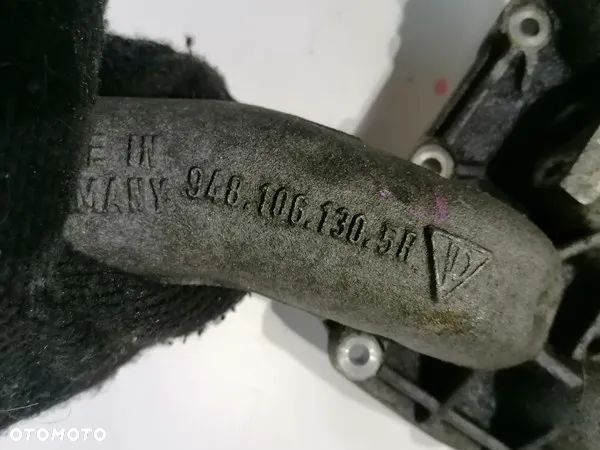 E IN
MANY
948.106.130.5R
OTOMOTO